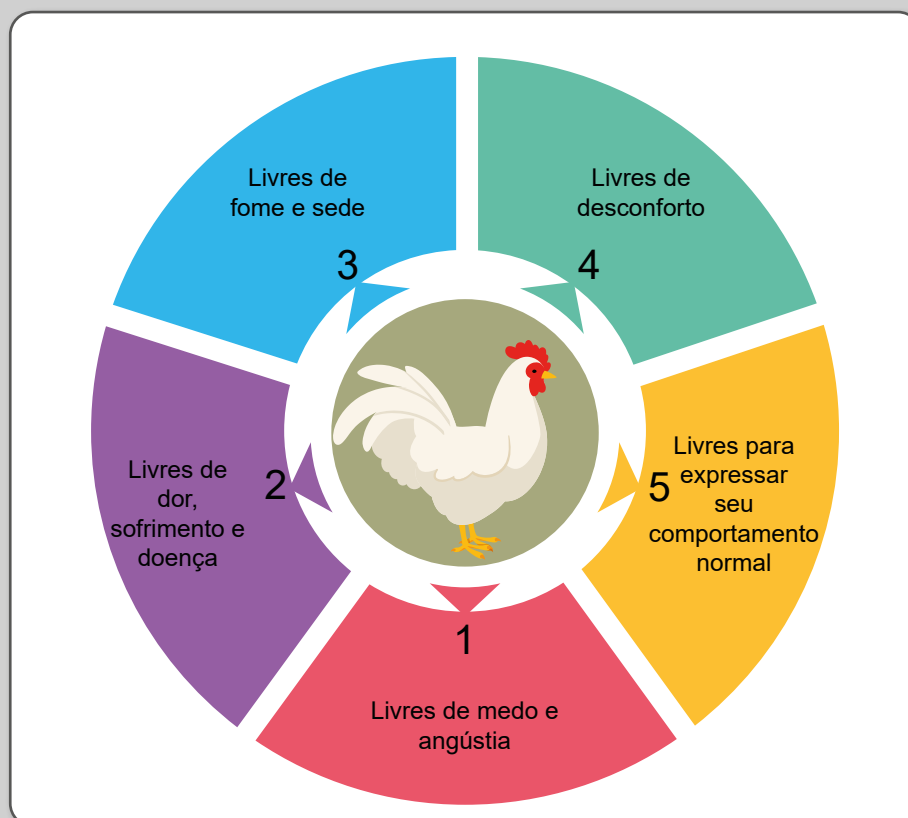 Livres de
fome e sede
3
Livres de
desconforto
4
Livres de
dor,
sofrimento e
doença
2
Livres para
expressar
seu
comportamento
normal
5
1
Livres de medo e
angústia